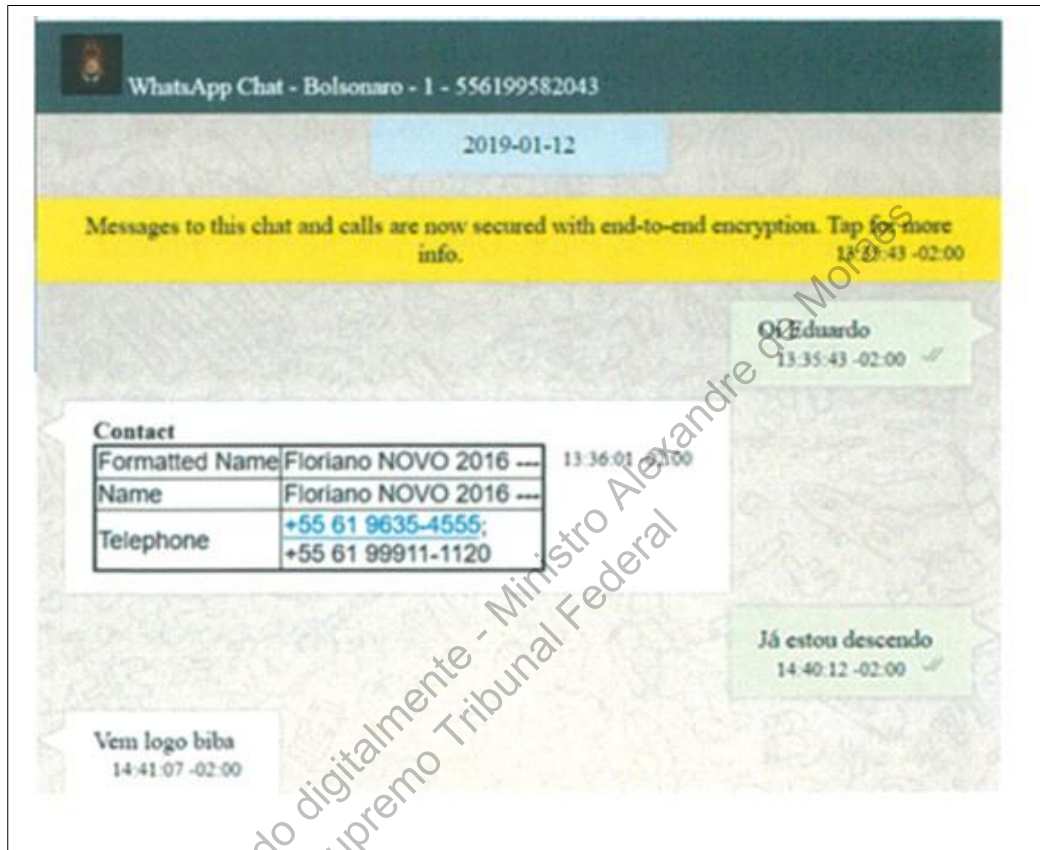 WhatsApp Chat - Bolsonaro - 1 - 556199582043
2019-01-12
Messages to this chat and calls are now secured with end-to-end encryption. Tap for more
info.
13:35:43 -02:00
Oi Eduardo
13:35:43 -02:00
Contact
Formatted Name Floriano NOVO 2016 --- 13:36:01 -02:00
Name Floriano NOVO 2016 ---
Telephone +55 61 9635-4555;
+55 61 99911-1120
Já estou descendo
14:40:12 -02:00
Vem logo biba
14:41:07 -02:00
do digitalmente - Ministro Alexandre de Moraes
upremo Tribunal Federal